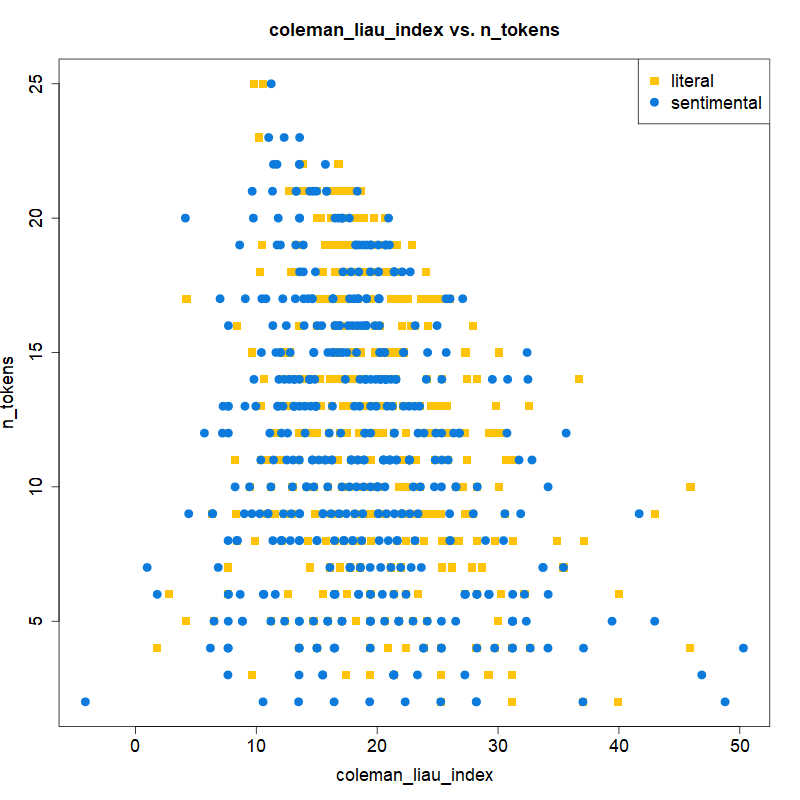 coleman_liau_index vs. n_tokens
literal
sentimental
25
20
15
10
5
n_tokens
0 10 20 30 40 50
coleman_liau_index